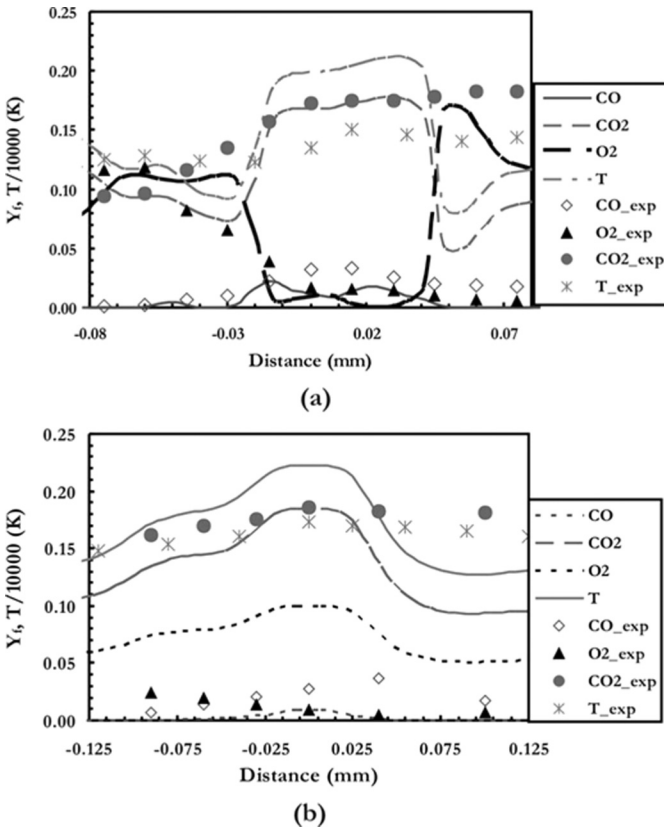 (a)
0.25
0.20
0.15
0.10
0.05
0.00
Yf, T/10000 (K)
-0.08
-0.03
0.02
0.07
Distance (mm)
CO
CO2
O2
T
CO_exp
O2_exp
CO2_exp
T_exp
(a)
0.25
0.20
0.15
0.10
0.05
0.00
Yf, T/10000 (K)
-0.125
-0.075
-0.025
0.025
0.075
0.125
Distance (mm)
CO
CO2
O2
T
CO_exp
O2_exp
CO2_exp
T_exp
(b)